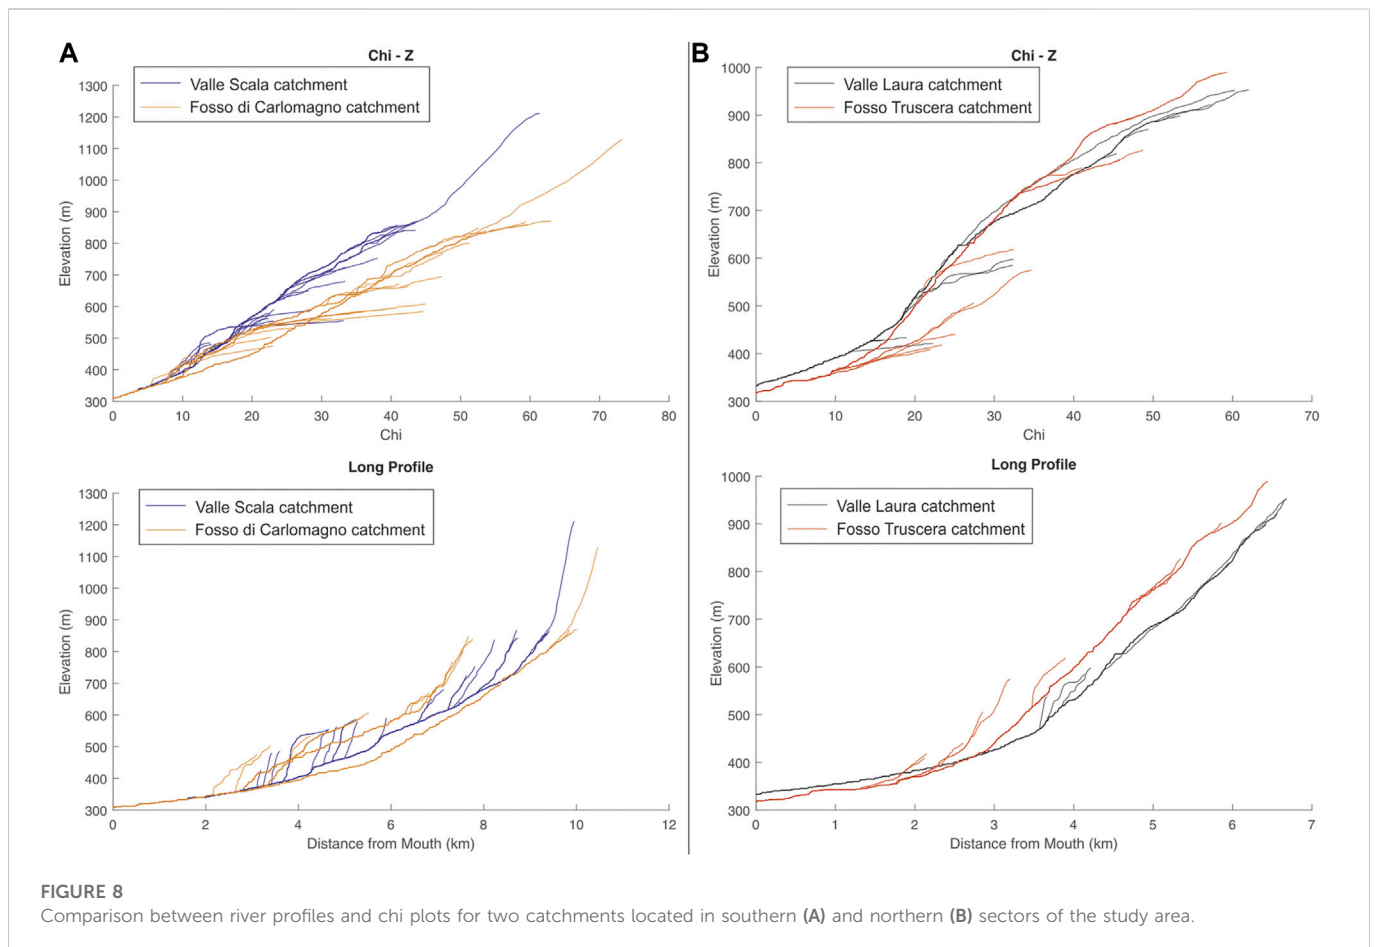 A
Chi - Z
Valle Scala catchment
Fosso di Carlomagno catchment
1300
1200
1100
1000
900
800
700
600
500
400
300
Elevation (m)
0 10 20 30 40 50 60 70 80
Chi
Long Profile
Valle Scala catchment
Fosso di Carlomagno catchment
1300
1200
1100
1000
900
800
700
600
500
400
300
Elevation (m)
0 2 4 6 8 10 12
Distance from Mouth (km)
B
Chi - Z
Valle Laura catchment
Fosso Truscera catchment
1000
900
800
700
600
500
400
300
Elevation (m)
0 10 20 30 40 50 60 70
Chi
Long Profile
Valle Laura catchment
Fosso Truscera catchment
1000
900
800
700
600
500
400
300
Elevation (m)
0 1 2 3 4 5 6 7
Distance from Mouth (km)
FIGURE 8
Comparison between river profiles and chi plots for two catchments located in southern (A) and northern (B) sectors of the study area.